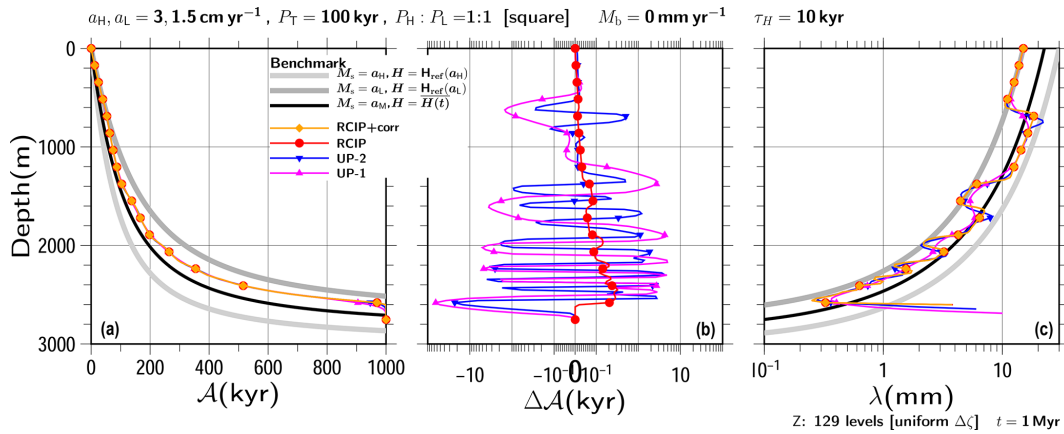 a_H, a_L = 3, 1.5 cm yr⁻¹ , P_T = 100 kyr , P_H : P_L =1:1 [square] M_b = 0 mm yr⁻¹ τ_H = 10 kyr
Benchmark
M_s = a_H, H = H_ref(a_H)
M_s = a_L, H = H_ref(a_L)
M_s = a_M, H = \overline{H(t)}
RCIP+corr
RCIP
UP-2
UP-1
Depth(m)
0
1000
2000
3000
(a)
(b)
(c)
0 200 400 600 800 1000
-10 -10⁻¹ 0 10⁻¹ 10
10⁻¹ 1 10
𝒜(kyr)
Δ𝒜(kyr)
λ(mm)
Z: 129 levels [uniform Δζ] t = 1 Myr